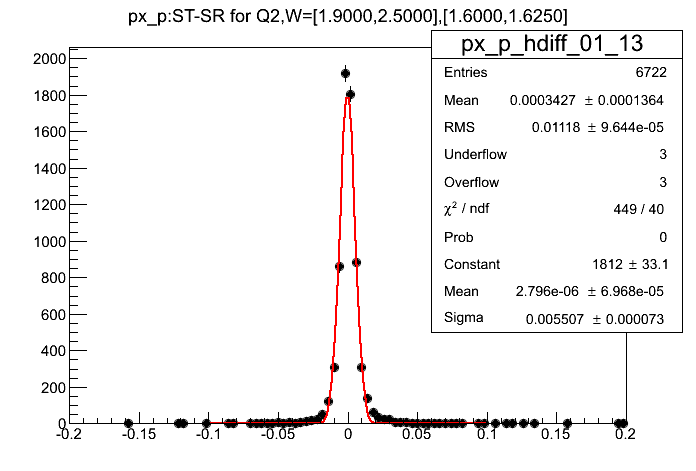 px_p:ST-SR for Q2,W=[1.9000,2.5000],[1.6000,1.6250]
px_p_hdiff_01_13
Entries 6722
Mean 0.0003427 ± 0.0001364
RMS 0.01118 ± 9.644e-05
Underflow 3
Overflow 3
χ² / ndf 449 / 40
Prob 0
Constant 1812 ± 33.1
Mean 2.796e-06 ± 6.968e-05
Sigma 0.005507 ± 0.000073
2000
1800
1600
1400
1200
1000
800
600
400
200
0
-0.2 -0.15 -0.1 -0.05 0 0.05 0.1 0.15 0.2